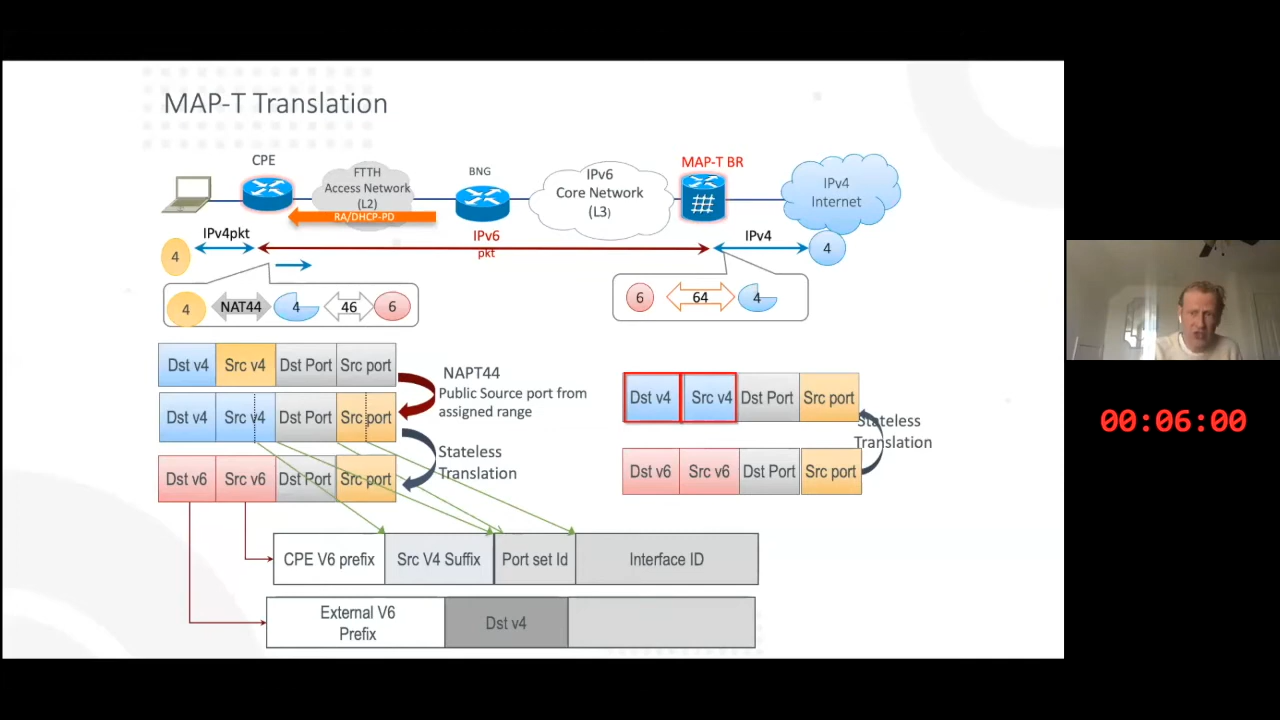 MAP-T Translation
CPE
FTTH
Access Network
(L2)
RA/DHCP-PD
BNG
IPv6
Core Network
(L3)
MAP-T BR
IPv4
Internet
4
IPv4pkt
IPv6
pkt
IPv4
4
4
NAT44
4
46
6
6
64
4
Dst v4 Src v4 Dst Port Src port
NAPT44
Public Source port from
assigned range
Dst v4 Src v4 Dst Port Src port
Stateless
Translation
Dst v6 Src v6 Dst Port Src port
Dst v4 Src v4 Dst Port Src port
Stateless
Translation
Dst v6 Src v6 Dst Port Src port
CPE V6 prefix Src V4 Suffix Port set Id Interface ID
External V6
Prefix
Dst v4
00:06:00